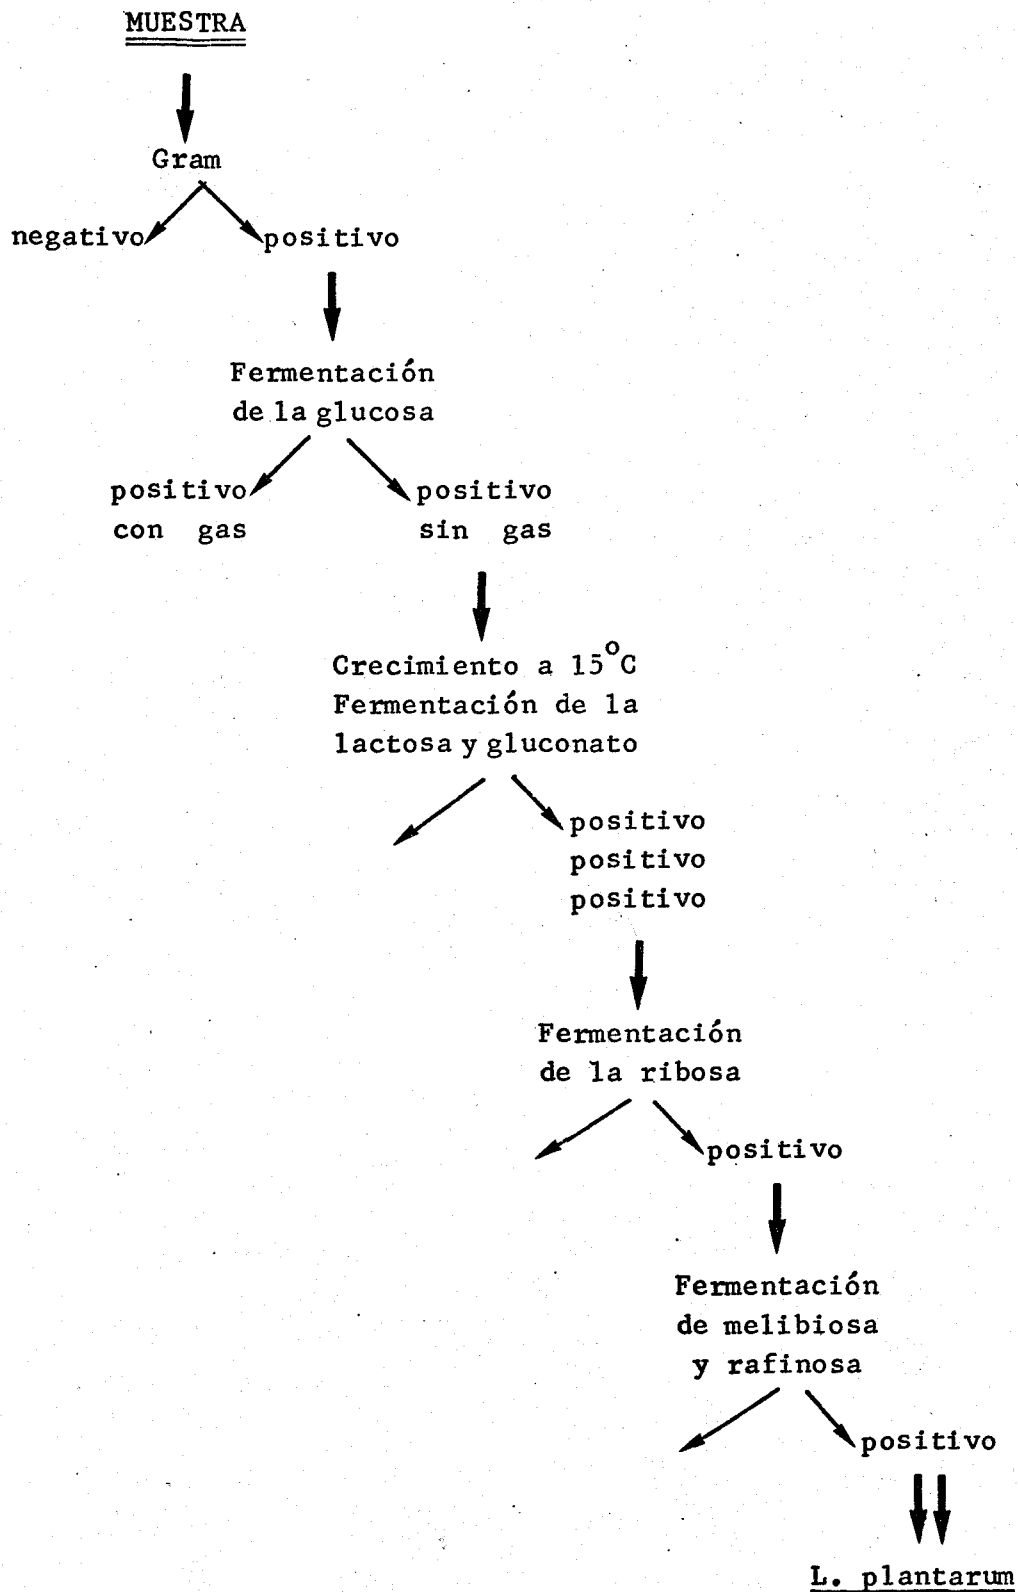 MUESTRA
Gram
negativo positivo
Fermentación
de la glucosa
positivo positivo
con gas sin gas
Crecimiento a 15°C
Fermentación de la
lactosa y gluconato
positivo
positivo
positivo
Fermentación
de la ribosa
positivo
Fermentación
de melibiosa
y rafinosa
positivo
L. plantarum